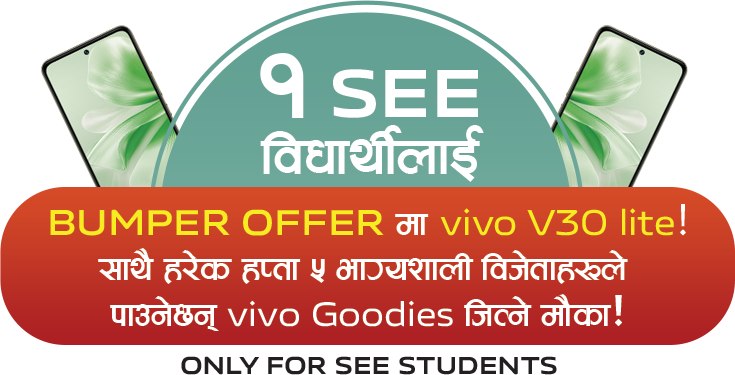 १ SEE
विधार्थीलाई
BUMPER OFFER मा vivo V30 lite!
साथै हरेक हप्ता ५ भाग्यशाली विजेताहरूले
पाउनेछन् vivo Goodies जित्ने मौका!
ONLY FOR SEE STUDENTS